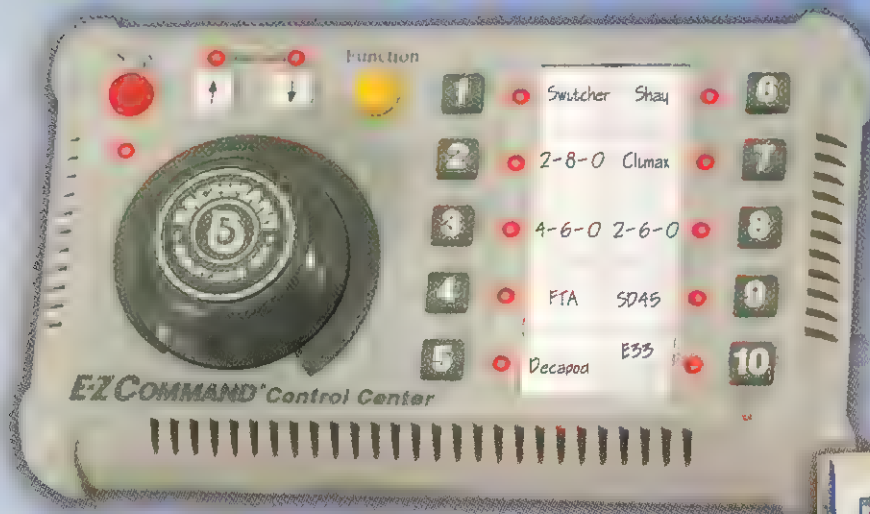 Function
1 Switcher Shay 6
2 2-8-0 Climax 7
3 4-6-0 2-6-0 8
4 FTA SD45 9
5 Decapod E33 10
E-Z COMMAND® Control Center